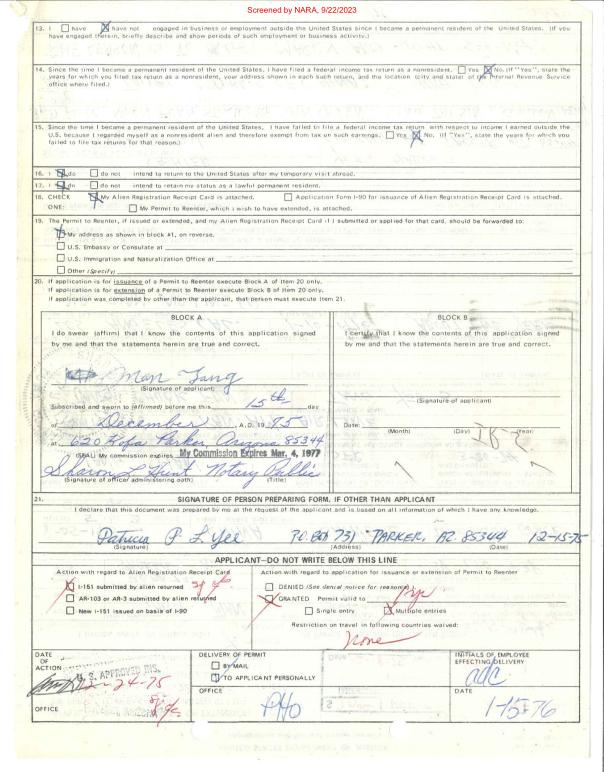 Screened by NARA, 9/22/2023
13. I have have not engaged in business or employment outside the United States since I became a permanent resident of the United States. (If you
have engaged therein, briefly describe and show periods of such employment or business activity.)
14. Since the time I became a permanent resident of the United States, I have filed a federal income tax return as a nonresident. Yes No. (If "Yes", state the
years for which you filed tax return as a nonresident, your address shown in each such return, and the location (city and state) of the Internal Revenue Service
office where filed.)
15. Since the time I became a permanent resident of the United States, I have failed to file a federal income tax return with respect to income I earned outside the
U.S. because I regarded myself as a nonresident alien and therefore exempt from tax on such earnings. Yes No. (If "Yes", state the years for which you
failed to file tax returns for that reason.)
16. I do do not intend to return to the United States after my temporary visit abroad.
17. I do do not intend to retain my status as a lawful permanent resident.
18. CHECK My Alien Registration Receipt Card is attached. Application Form I-90 for issuance of Alien Registration Receipt Card is attached.
ONE: My Permit to Reenter, which I wish to have extended, is attached.
19. The Permit to Reenter, if issued or extended, and my Alien Registration Receipt Card if I submitted or applied for that card, should be forwarded to:
My address as shown in block #1, on reverse.
U.S. Embassy or Consulate at
U.S. Immigration and Naturalization Office at
Other (Specify)
20. If application is for issuance of a Permit to Reenter execute Block A of Item 20 only.
If application is for extension of a Permit to Reenter execute Block B of Item 20 only.
If application was completed by other than the applicant, that person must execute Item 21.
BLOCK A BLOCK B
I do swear (affirm) that I know the contents of this application signed I certify that I know the contents of this application signed
by me and that the statements herein are true and correct. by me and that the statements herein are true and correct.
(Signature of applicant) (Signature of applicant)
Subscribed and sworn to (affirmed) before me this 15th day
of December A.D. 1975 Date: (Month) (Day) (Year)
at 620 Kofa Parker, Arizona 85344
(SEAL) My commission expires My Commission Expires Mar. 4, 1977
Sharon L Hunt Notary Public
(Signature of officer administering oath) (Title)
21. SIGNATURE OF PERSON PREPARING FORM, IF OTHER THAN APPLICANT
I declare that this document was prepared by me at the request of the applicant and is based on all information of which I have any knowledge.
Patricia P L Yee P.O. BOX 731 PARKER, AZ. 85344 12-15-75
(Signature) (Address) (Date)
APPLICANT—DO NOT WRITE BELOW THIS LINE
Action with regard to Alien Registration Receipt Card Action with regard to application for issuance or extension of Permit to Reenter
I-151 submitted by alien returned DENIED (See denial notice for reasons)
AR-103 or AR-3 submitted by alien returned GRANTED Permit valid to
New I-151 issued on basis of I-90 Single entry Multiple entries
Restriction on travel in following countries waived:
None
DATE OF ACTION DELIVERY OF PERMIT INITIALS OF EMPLOYEE EFFECTING DELIVERY
BY MAIL
U. S. APPROVED INS.
12-24-75 TO APPLICANT PERSONALLY adc
OFFICE OFFICE DATE
PHO 1-15-76